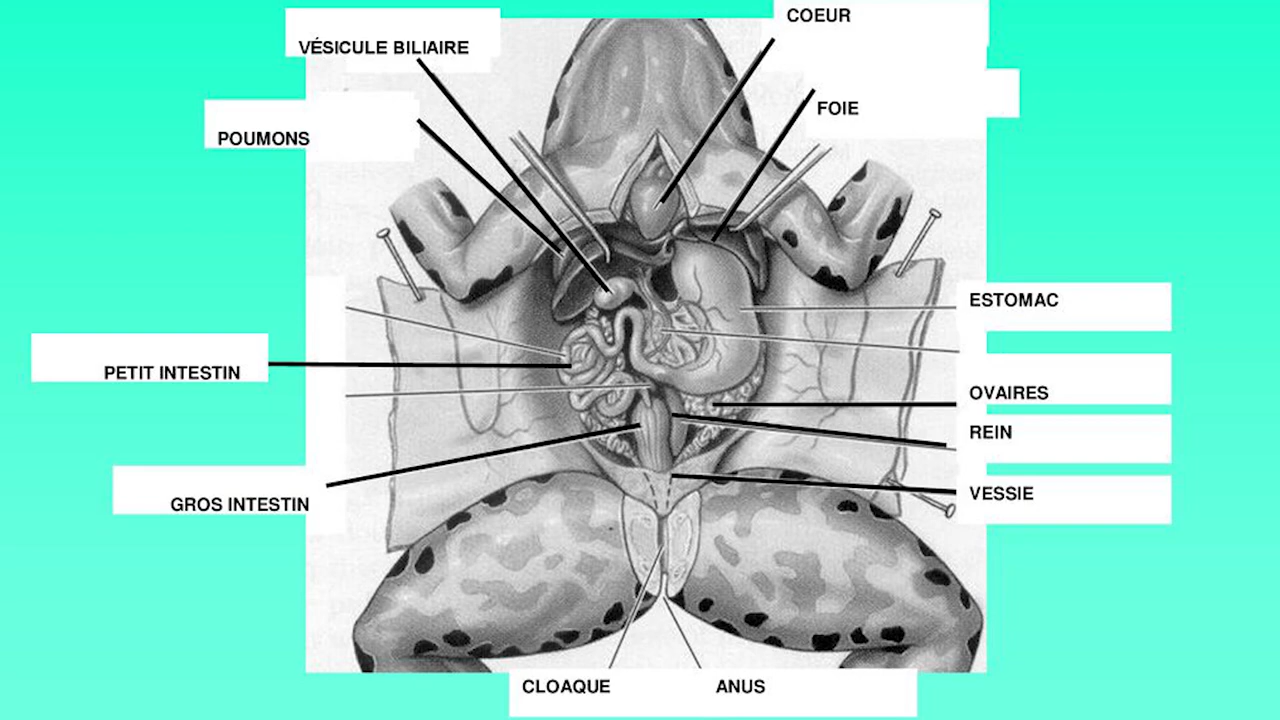 COEUR
VÉSICULE BILIAIRE
FOIE
POUMONS
ESTOMAC
PETIT INTESTIN
OVAIRES
REIN
VESSIE
GROS INTESTIN
CLOAQUE
ANUS